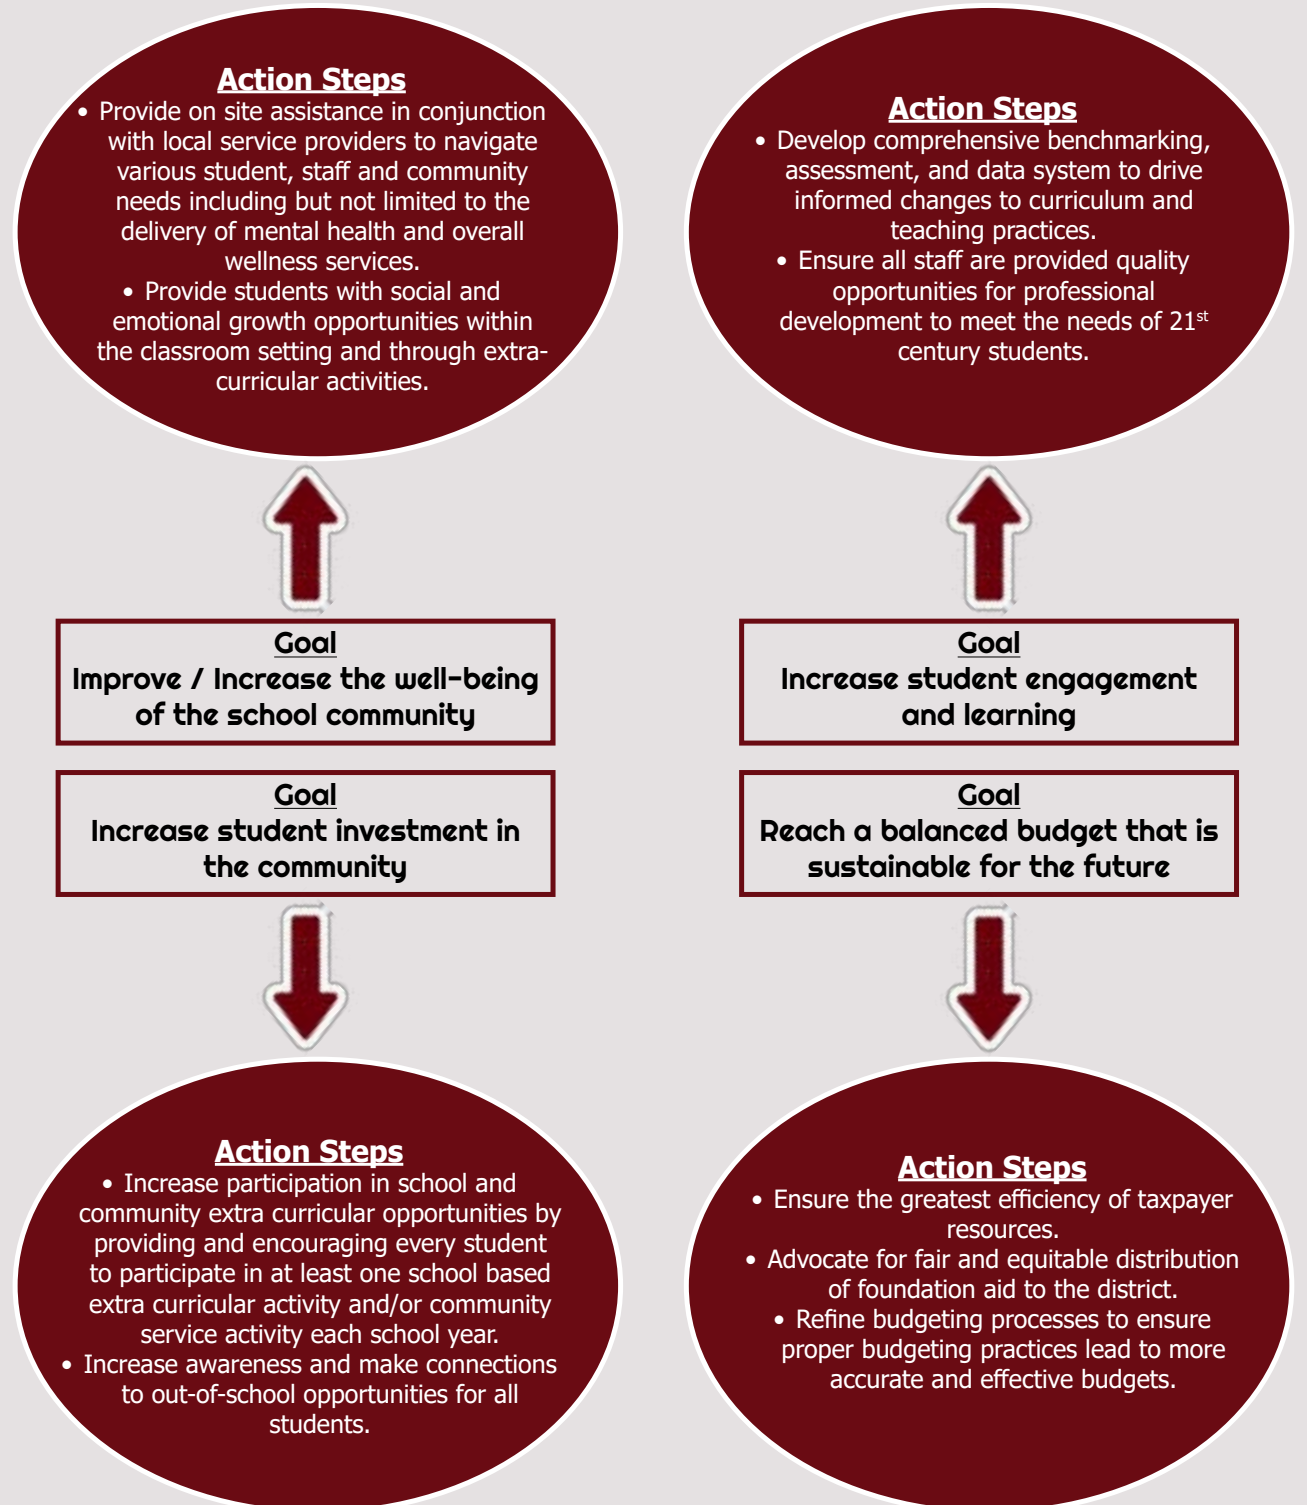 Action Steps
• Provide on site assistance in conjunction
with local service providers to navigate
various student, staff and community
needs including but not limited to the
delivery of mental health and overall
wellness services.
• Provide students with social and
emotional growth opportunities within
the classroom setting and through extra-
curricular activities.
Action Steps
• Develop comprehensive benchmarking,
assessment, and data system to drive
informed changes to curriculum and
teaching practices.
• Ensure all staff are provided quality
opportunities for professional
development to meet the needs of 21st
century students.
Goal
Improve / Increase the well-being
of the school community
Goal
Increase student engagement
and learning
Goal
Increase student investment in
the community
Goal
Reach a balanced budget that is
sustainable for the future
Action Steps
• Increase participation in school and
community extra curricular opportunities by
providing and encouraging every student
to participate in at least one school based
extra curricular activity and/or community
service activity each school year.
• Increase awareness and make connections
to out-of-school opportunities for all
students.
Action Steps
• Ensure the greatest efficiency of taxpayer
resources.
• Advocate for fair and equitable distribution
of foundation aid to the district.
• Refine budgeting processes to ensure
proper budgeting practices lead to more
accurate and effective budgets.